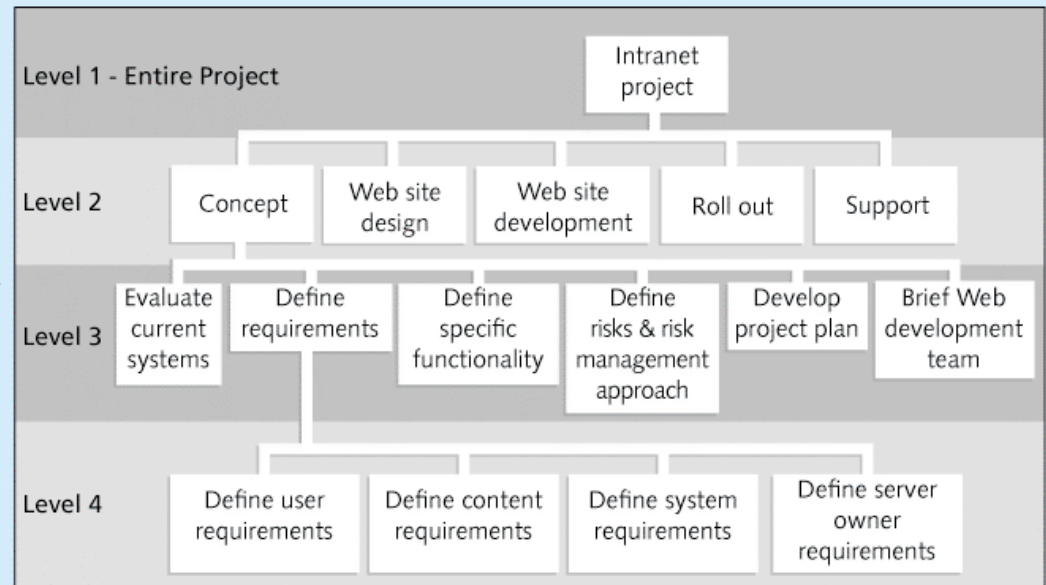 Level 1 - Entire Project
Intranet
project
Level 2
Concept
Web site
design
Web site
development
Roll out
Support
Level 3
Evaluate
current
systems
Define
requirements
Define
specific
functionality
Define
risks & risk
management
approach
Develop
project plan
Brief Web
development
team
Level 4
Define user
requirements
Define content
requirements
Define system
requirements
Define server
owner
requirements